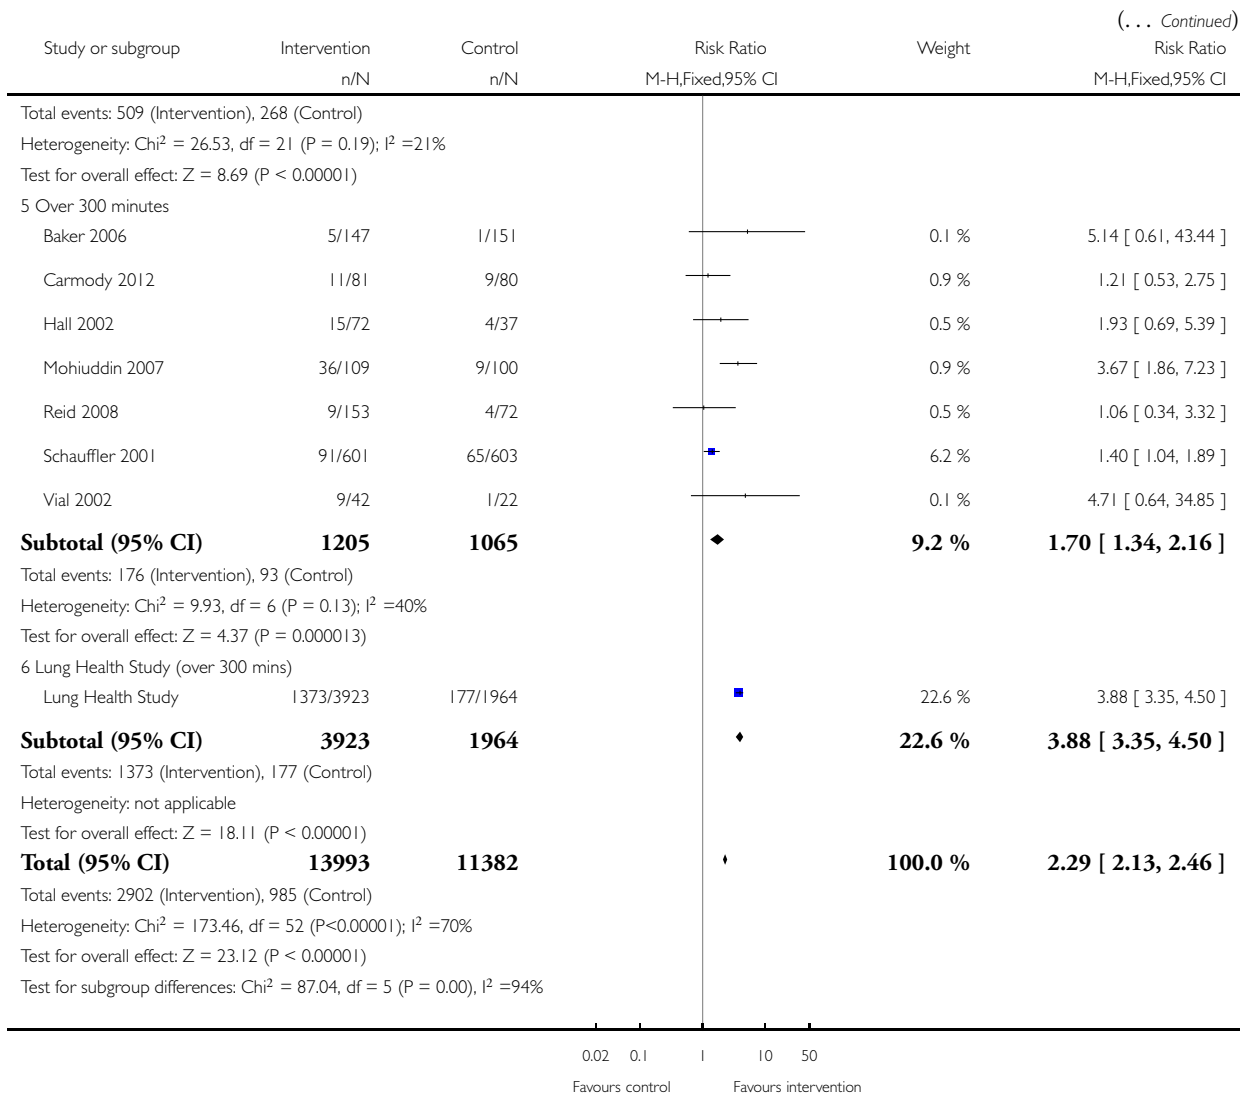 (... Continued)
Study or subgroup Intervention Control Risk Ratio Weight Risk Ratio
n/N n/N M-H,Fixed,95% CI M-H,Fixed,95% CI
Total events: 509 (Intervention), 268 (Control)
Heterogeneity: Chi² = 26.53, df = 21 (P = 0.19); I² =21%
Test for overall effect: Z = 8.69 (P < 0.00001)
5 Over 300 minutes
Baker 2006 5/147 1/151 0.1 % 5.14 [ 0.61, 43.44 ]
Carmody 2012 11/81 9/80 0.9 % 1.21 [ 0.53, 2.75 ]
Hall 2002 15/72 4/37 0.5 % 1.93 [ 0.69, 5.39 ]
Mohiuddin 2007 36/109 9/100 0.9 % 3.67 [ 1.86, 7.23 ]
Reid 2008 9/153 4/72 0.5 % 1.06 [ 0.34, 3.32 ]
Schauffler 2001 91/601 65/603 6.2 % 1.40 [ 1.04, 1.89 ]
Vial 2002 9/42 1/22 0.1 % 4.71 [ 0.64, 34.85 ]
Subtotal (95% CI) 1205 1065 9.2 % 1.70 [ 1.34, 2.16 ]
Total events: 176 (Intervention), 93 (Control)
Heterogeneity: Chi² = 9.93, df = 6 (P = 0.13); I² =40%
Test for overall effect: Z = 4.37 (P = 0.000013)
6 Lung Health Study (over 300 mins)
Lung Health Study 1373/3923 177/1964 22.6 % 3.88 [ 3.35, 4.50 ]
Subtotal (95% CI) 3923 1964 22.6 % 3.88 [ 3.35, 4.50 ]
Total events: 1373 (Intervention), 177 (Control)
Heterogeneity: not applicable
Test for overall effect: Z = 18.11 (P < 0.00001)
Total (95% CI) 13993 11382 100.0 % 2.29 [ 2.13, 2.46 ]
Total events: 2902 (Intervention), 985 (Control)
Heterogeneity: Chi² = 173.46, df = 52 (P<0.00001); I² =70%
Test for overall effect: Z = 23.12 (P < 0.00001)
Test for subgroup differences: Chi² = 87.04, df = 5 (P = 0.00), I² =94%
0.02 0.1 1 10 50
Favours control Favours intervention